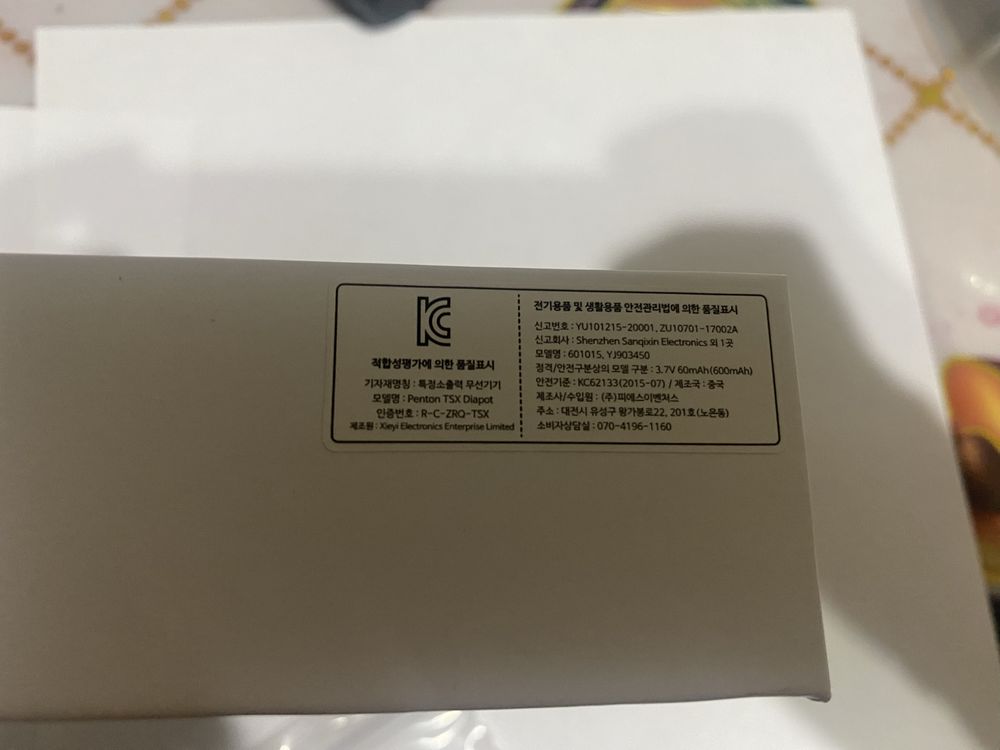 KC
적합성평가에 의한 품질표시
기자재명칭 : 특정소출력 무선기기
모델명 : Penton TSX Diapot
인증번호 : R-C-ZRQ-TSX
제조원 : Xieyi Electronics Enterprise Limited
전기용품 및 생활용품 안전관리법에 의한 품질표시
신고번호 : YU101215-20001, ZU10701-17002A
신고회사 : Shenzhen Sanqixin Electronics 외 1곳
모델명 : 601015, YJ903450
정격/안전구분상의 모델 구분 : 3.7V 60mAh(600mAh)
안전기준 : KC62133(2015-07) / 제조국 : 중국
제조사/수입원 : (주)피에스이벤처스
주소 : 대전시 유성구 왕가봉로22, 201호(노은동)
소비자상담실 : 070-4196-1160